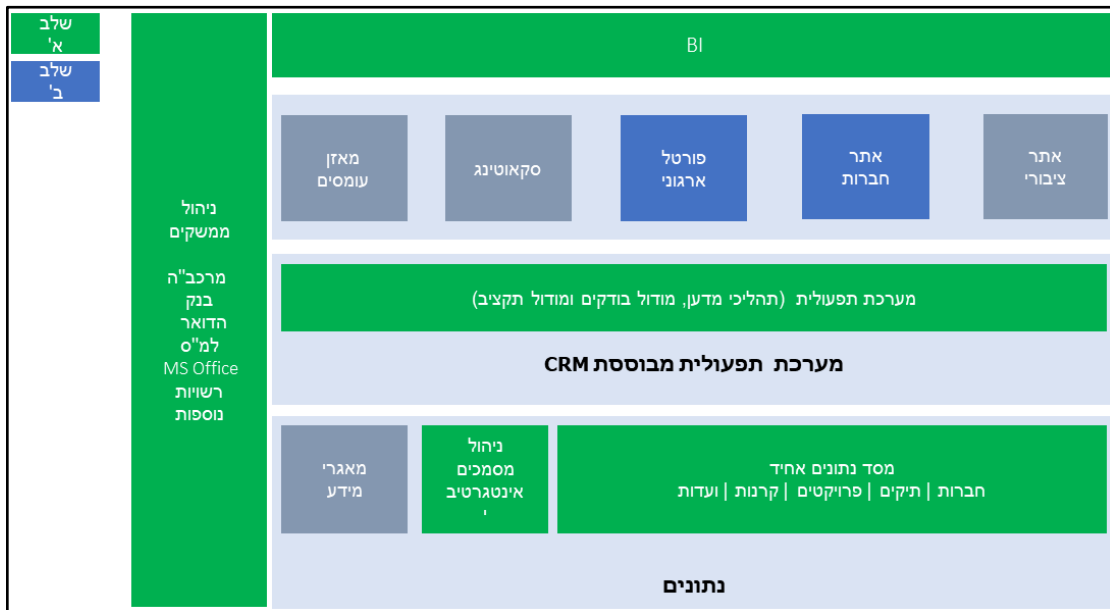 שלב
א'
שלב
ב'
BI
אתר
ציבורי
אתר
חברות
פורטל
ארגוני
סקאוטינג
מאזן
עומסים
ניהול
ממשקים
מרכב"ה
בנק
הדואר
למ"ס
MS Office
רשויות
נוספות
מערכת תפעולית (תהליכי מדען, מודול בודקים ומודול תקציב)
מערכת תפעולית מבוססת CRM
מסד נתונים אחיד
חברות | תיקים | פרויקטים | קרנות | ועדות
ניהול
מסמכים
אינטגרטיב
י
מאגרי
מידע
נתונים